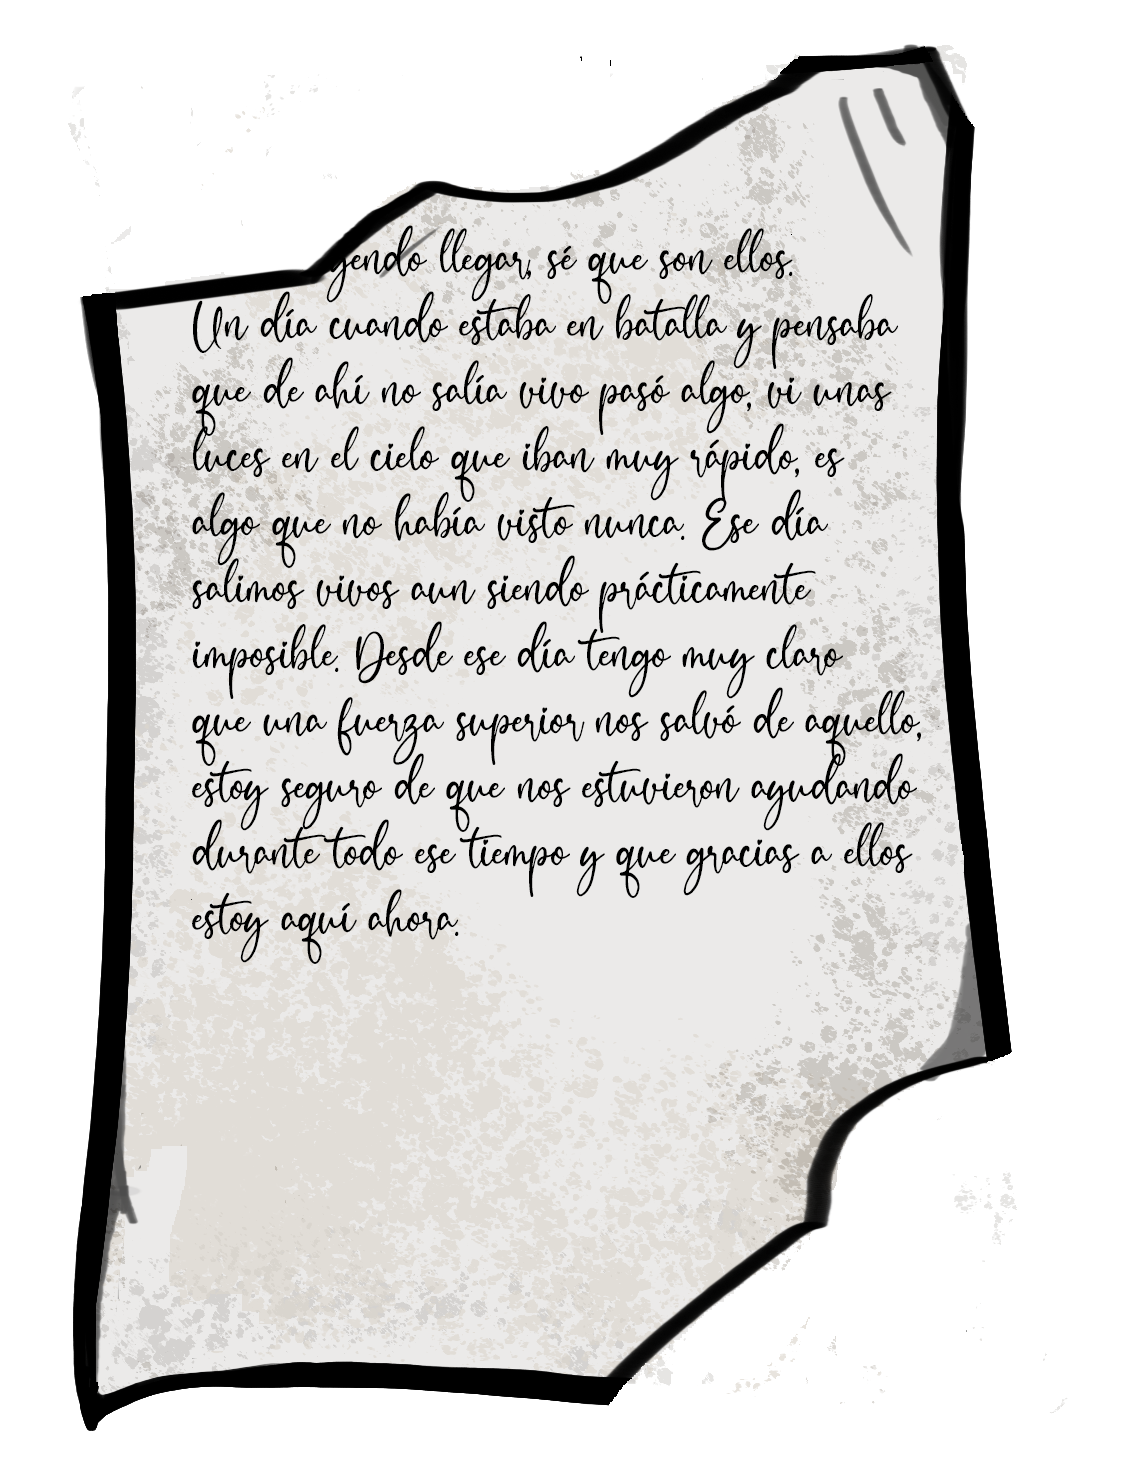 llegar, sé que son ellos.
Un día cuando estaba en batalla y pensaba
que de ahí no salía vivo pasó algo, vi unas
luces en el cielo que iban muy rápido, es
algo que no había visto nunca. Ese día
salimos vivos aun siendo prácticamente
imposible. Desde ese día tengo muy claro
que una fuerza superior nos salvó de aquello,
estoy seguro de que nos estuvieron ayudando
durante todo ese tiempo y que gracias a ellos
estoy aquí ahora.